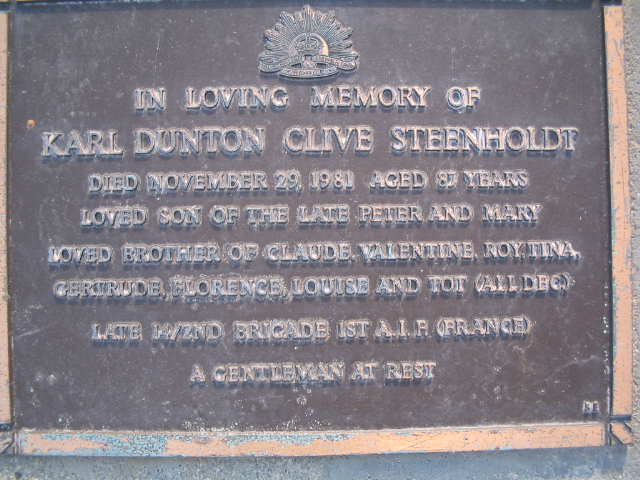 IN LOVING MEMORY OF
KARL DUNTON CLIVE STEENHOLDT
DIED NOVEMBER 29, 1981 AGED 87 YEARS
LOVED SON OF THE LATE PETER AND MARY
LOVED BROTHER OF CLAUDE, VALENTINE, ROY, TINA,
GERTRUDE, FLORENCE, LOUISE AND TOT (ALL DEC)
LATE 14/2ND BRIGADE 1ST A.I.F. (FRANCE)
A GENTLEMAN AT REST